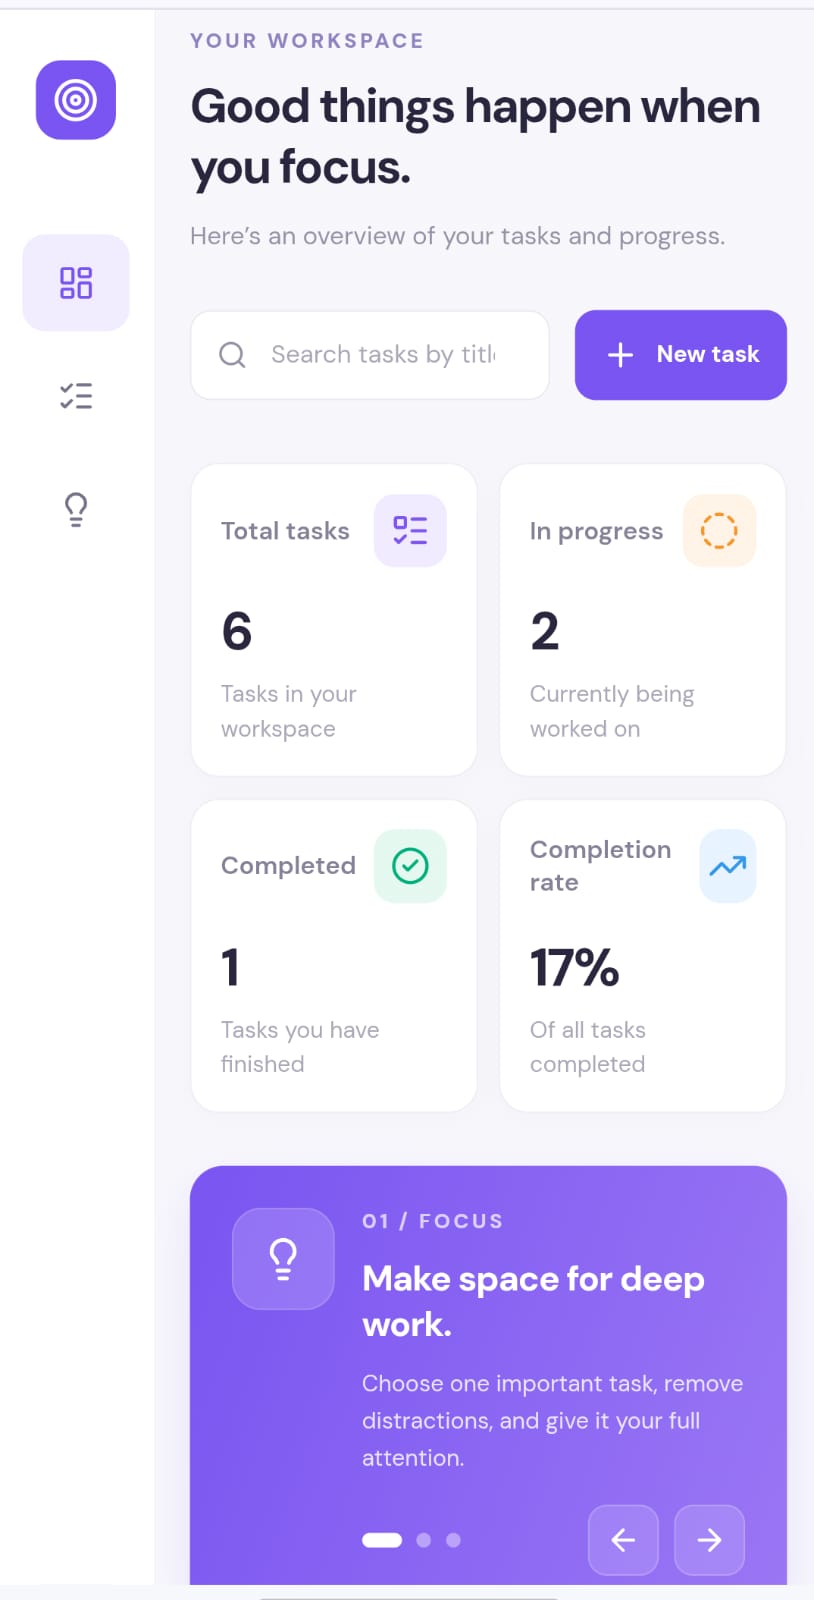 YOUR WORKSPACE
Good things happen when
you focus.
Here’s an overview of your tasks and progress.
Search tasks by title
New task
Total tasks
6
Tasks in your
workspace
In progress
2
Currently being
worked on
Completed
1
Tasks you have
finished
Completion
rate
17%
Of all tasks
completed
01 / FOCUS
Make space for deep
work.
Choose one important task, remove
distractions, and give it your full
attention.